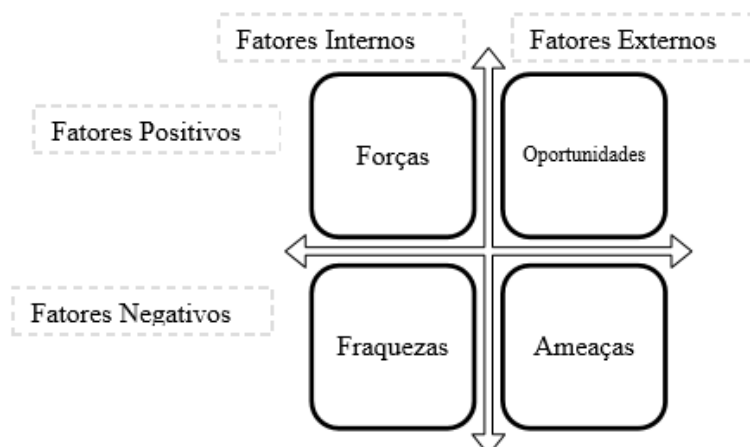 Fatores Internos
Fatores Externos
Fatores Positivos
Forças
Oportunidades
Fatores Negativos
Fraquezas
Ameaças